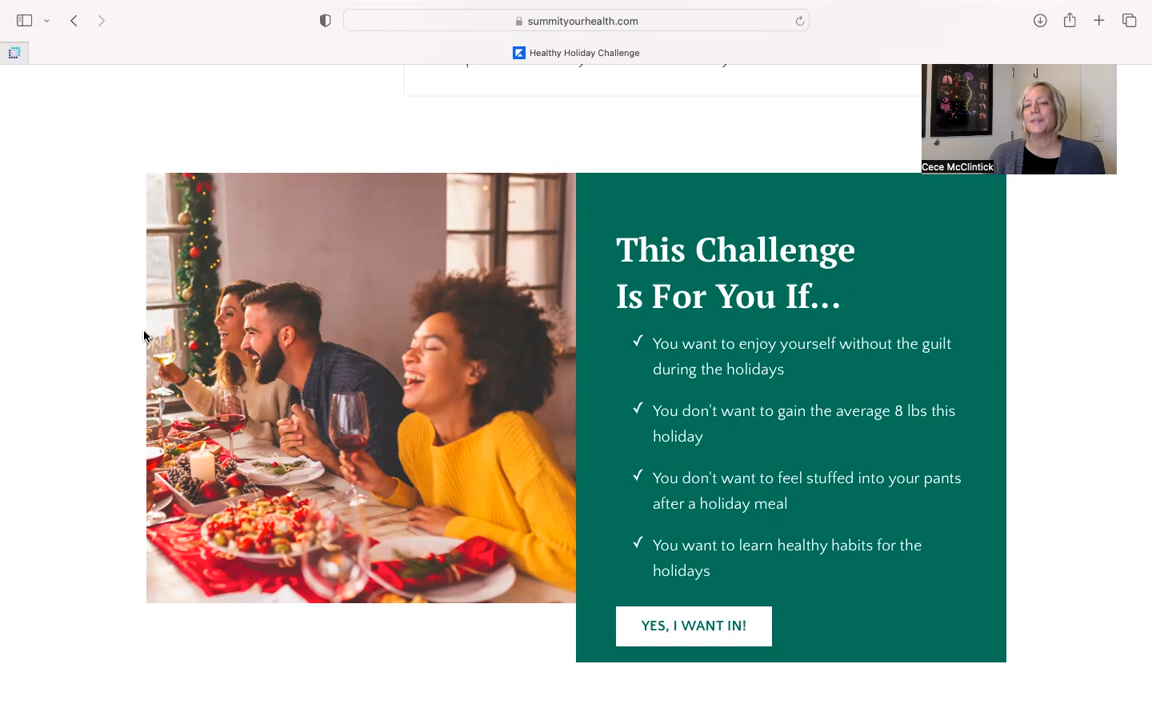 summityourhealth.com
Healthy Holiday Challenge
Cece McClintick
This Challenge
Is For You If...
✓ You want to enjoy yourself without the guilt
during the holidays
✓ You don't want to gain the average 8 lbs this
holiday
✓ You don't want to feel stuffed into your pants
after a holiday meal
✓ You want to learn healthy habits for the
holidays
YES, I WANT IN!